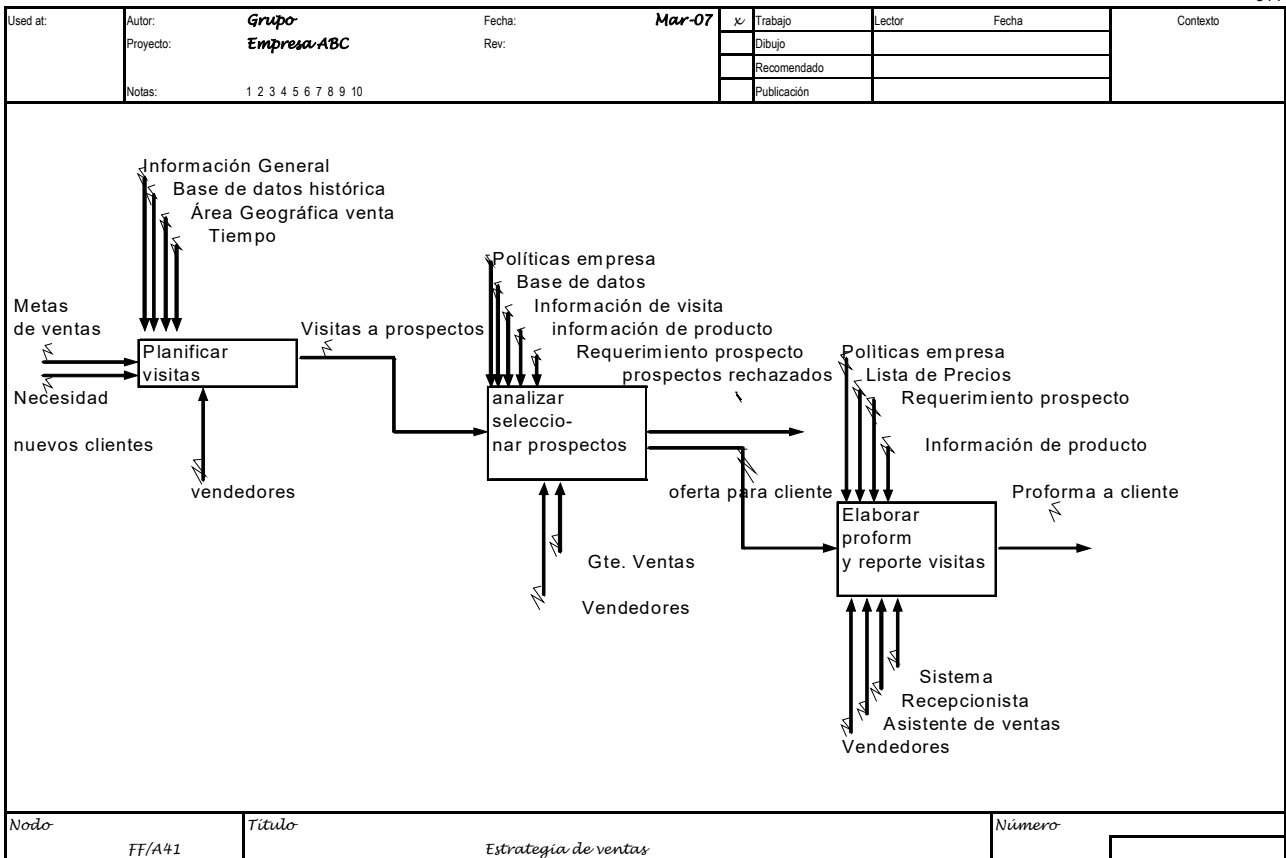 Used at:
Autor:
Grupo
Fecha:
Mar-07
x
Trabajo
Lector
Fecha
Contexto
Proyecto:
Empresa ABC
Rev:
Dibujo
Recomendado
Notas:
1 2 3 4 5 6 7 8 9 10
Publicación
Información General
Base de datos histórica
Área Geográfica venta
Tiempo
Metas
de ventas
Necesidad
nuevos clientes
Planificar
visitas
vendedores
Visitas a prospectos
Políticas empresa
Base de datos
Información de visita
información de producto
Requerimiento prospecto
prospectos rechazados
analizar
seleccio-
nar prospectos
oferta para cliente
Gte. Ventas
Vendedores
Polìticas empresa
Lista de Precios
Requerimiento prospecto
Información de producto
Elaborar
proform
y reporte visitas
Proforma a cliente
Sistema
Recepcionista
Asistente de ventas
Vendedores
Nodo
FF/A41
Título
Estrategia de ventas
Número